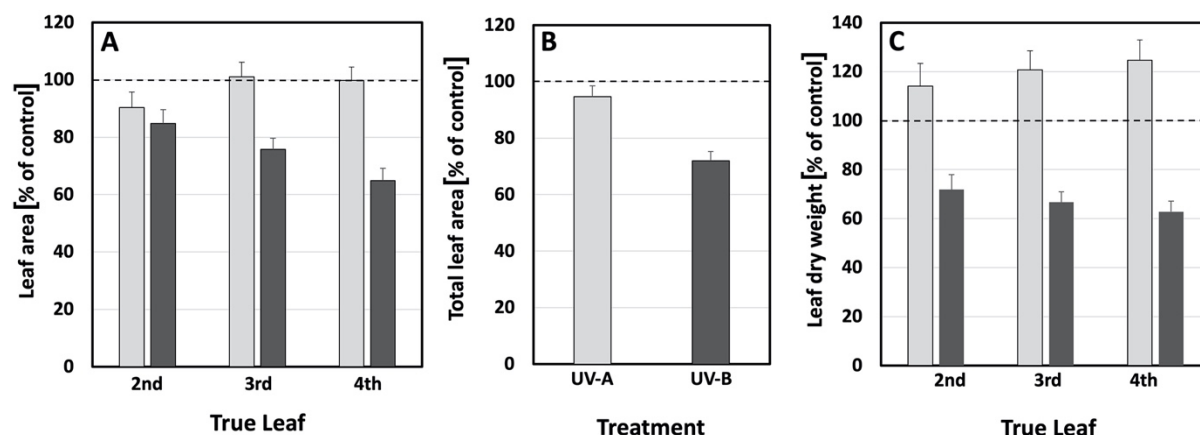 A
Leaf area [% of control]
120
100
80
60
40
20
0
2nd 3rd 4th
True Leaf
B
Total leaf area [% of control]
120
100
80
60
40
20
0
UV-A UV-B
Treatment
C
Leaf dry weight [% of control]
140
120
100
80
60
40
20
0
2nd 3rd 4th
True Leaf